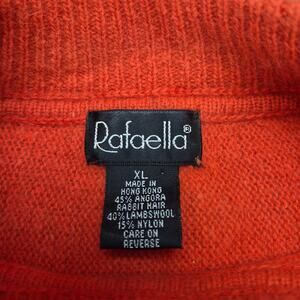 Rafaella®
XL
MADE IN
HONG KONG
45% ANGORA
RABBIT HAIR
40% LAMBSWOOL
15% NYLON
CARE ON
REVERSE